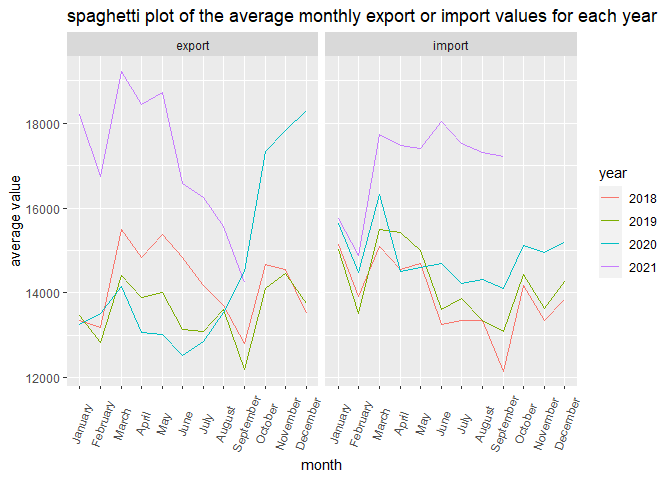 spaghetti plot of the average monthly export or import values for each year
export
import
18000
16000
14000
12000
average value
January
February
March
April
May
June
July
August
September
October
November
December
January
February
March
April
May
June
July
August
September
October
November
December
month
year
2018
2019
2020
2021